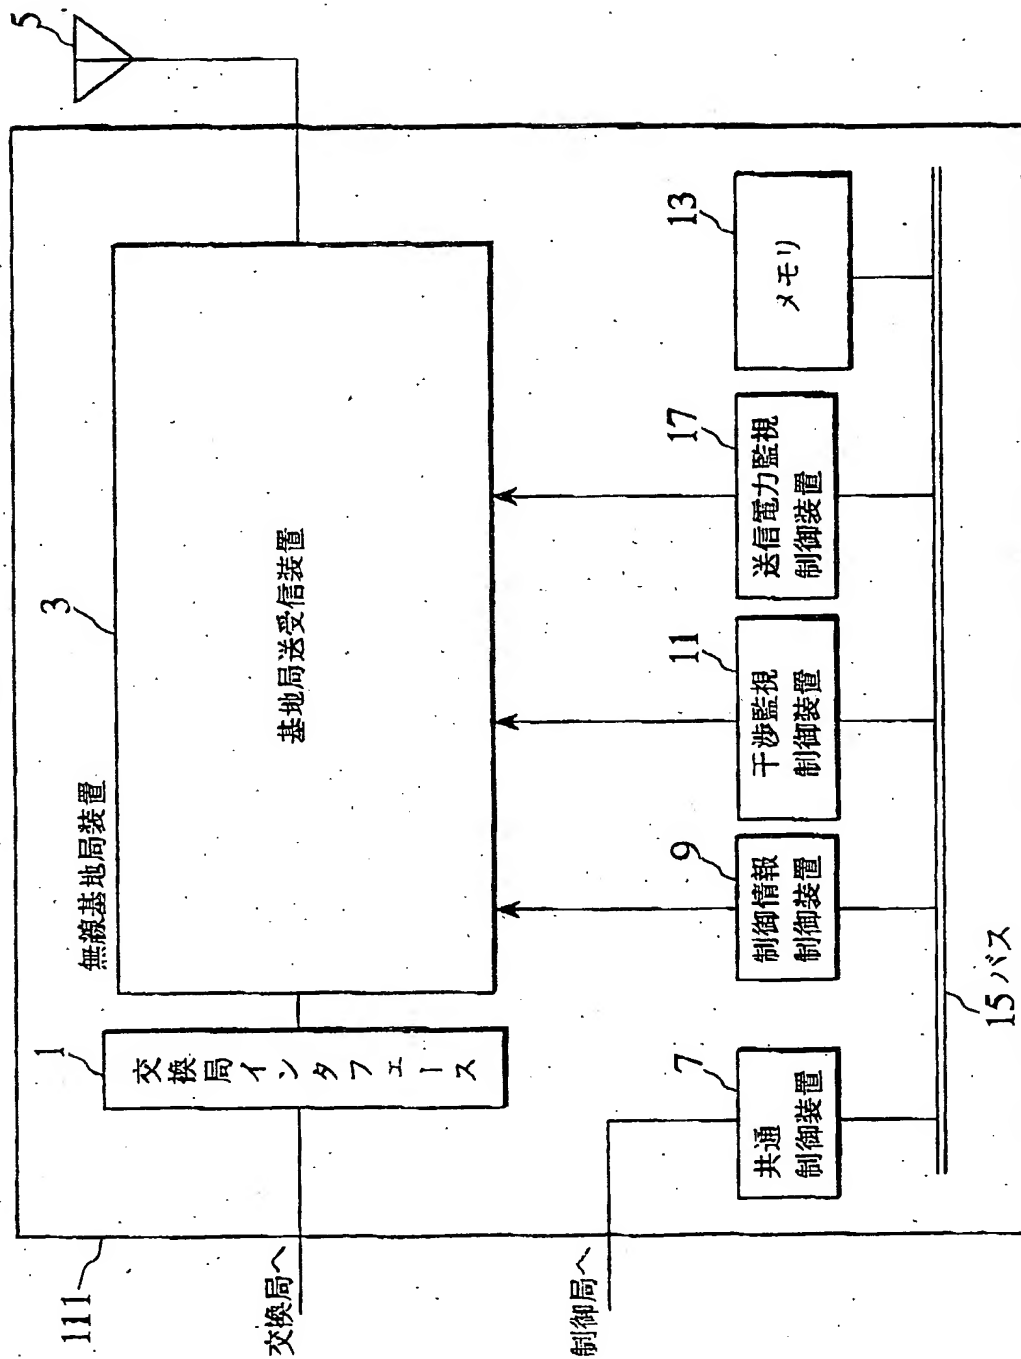 111
無線基地局装置
5
3
1
交換局インタフェース
基地局送受信装置
交換局へ
制御局へ
7
共通
制御装置
9
制御情報
制御装置
11
干渉監視
制御装置
17
送信電力監視
制御装置
13
メモリ
15 バス